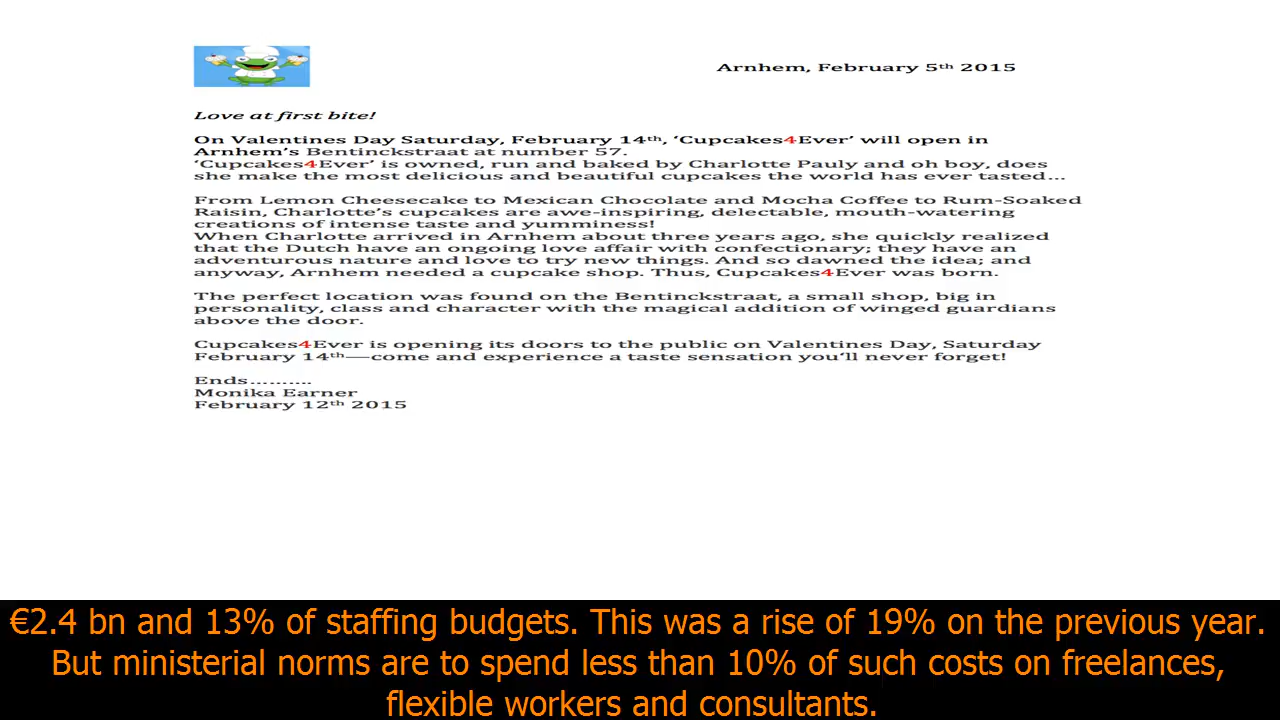 Arnhem, February 5th 2015
Love at first bite!
On Valentines Day Saturday, February 14th, ‘Cupcakes4Ever’ will open in
Arnhem’s Bentinckstraat at number 57.
‘Cupcakes4Ever’ is owned, run and baked by Charlotte Pauly and oh boy, does
she make the most delicious and beautiful cupcakes the world has ever tasted…
From Lemon Cheesecake to Mexican Chocolate and Mocha Coffee to Rum-Soaked
Raisin, Charlotte’s cupcakes are awe-inspiring, delectable, mouth-watering
creations of intense taste and yumminess!
When Charlotte arrived in Arnhem about three years ago, she quickly realized
that the Dutch have an ongoing love affair with confectionary; they have an
adventurous nature and love to try new things. And so dawned the idea; and
anyway, Arnhem needed a cupcake shop. Thus, Cupcakes4Ever was born.
The perfect location was found on the Bentinckstraat, a small shop, big in
personality, class and character with the magical addition of winged guardians
above the door.
Cupcakes4Ever is opening its doors to the public on Valentines Day, Saturday
February 14th—come and experience a taste sensation you’ll never forget!
Ends……….
Monika Earner
February 12th 2015
€2.4 bn and 13% of staffing budgets. This was a rise of 19% on the previous year.
But ministerial norms are to spend less than 10% of such costs on freelances,
flexible workers and consultants.